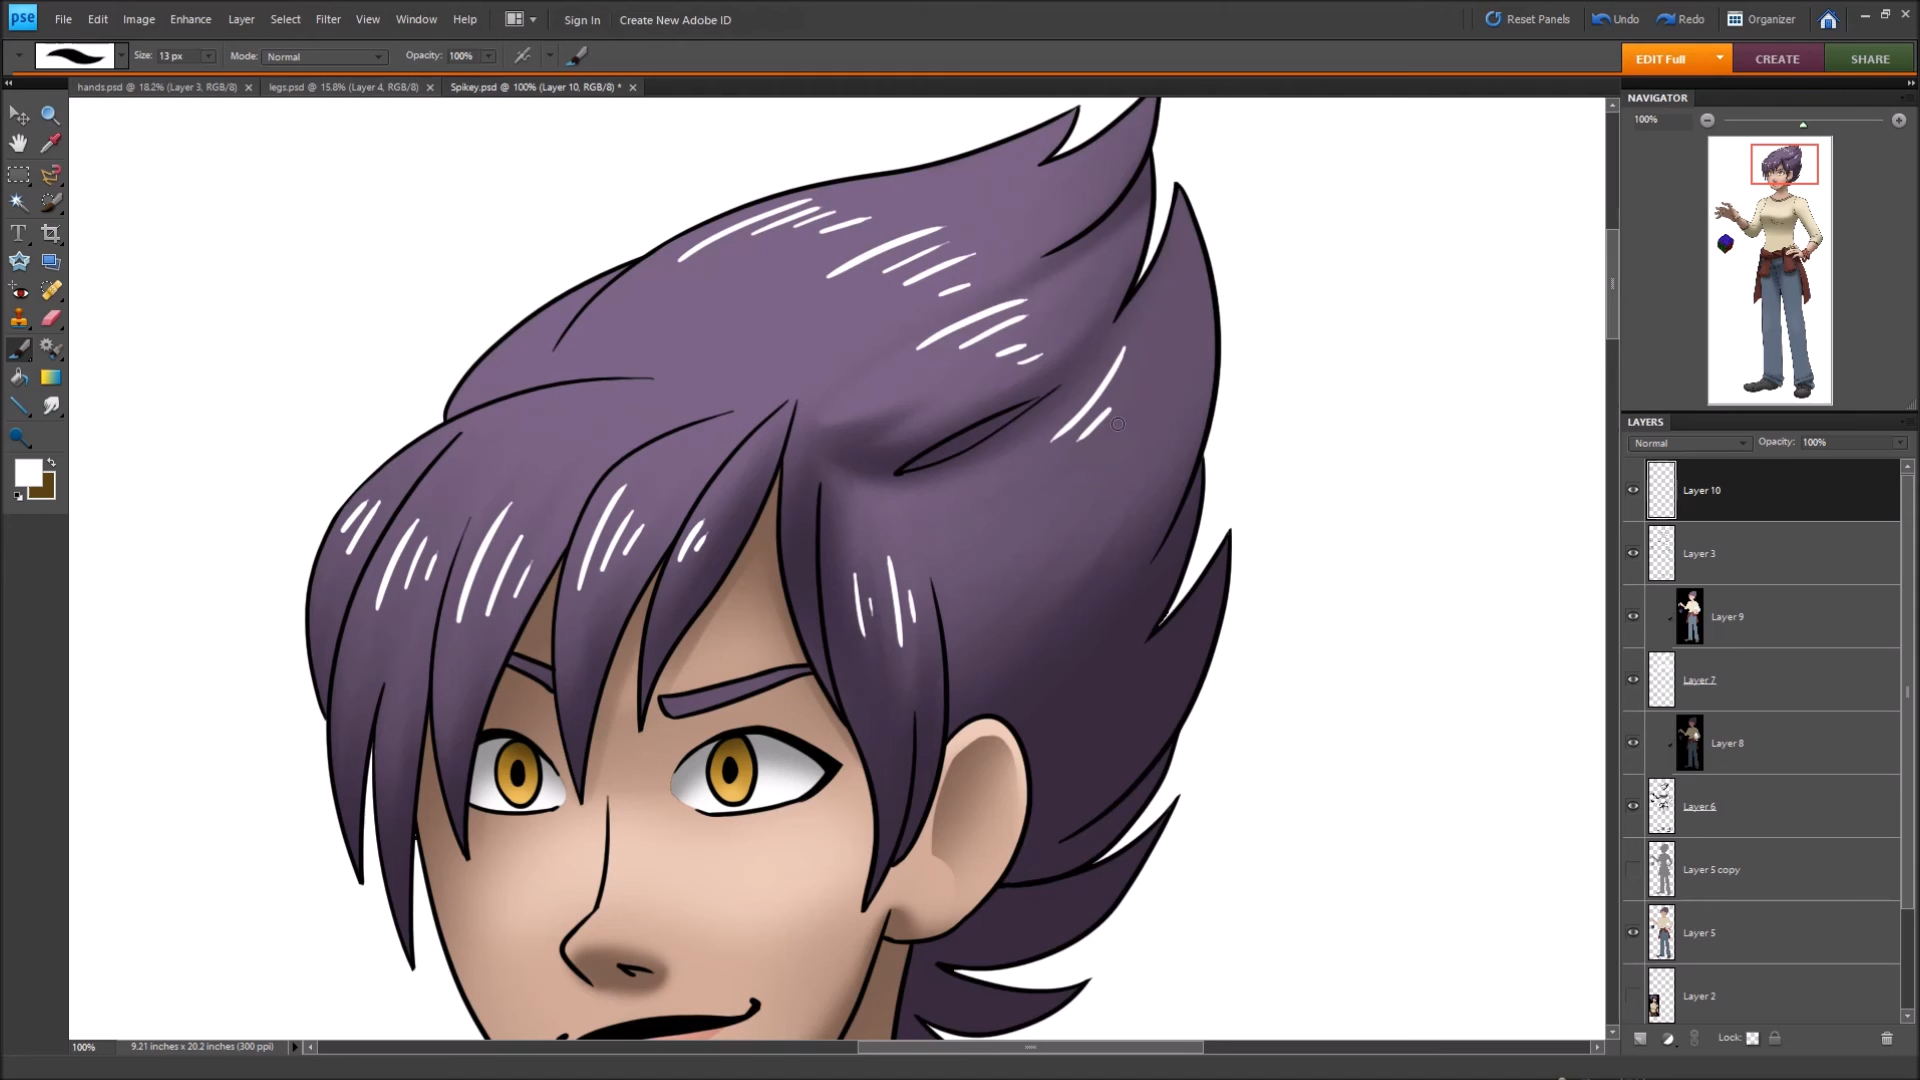 pse File Edit Image Enhance Layer Select Filter View Window Help Sign In Create New Adobe ID Reset Panels Undo Redo Organizer
Size: 13 px Mode: Normal Opacity: 100% EDIT Full CREATE SHARE
hands.psd @ 18.2% (Layer 3, RGB/8) legs.psd @ 15.8% (Layer 4, RGB/8) Spikey.psd @ 100% (Layer 10, RGB/8) *
NAVIGATOR
100%
LAYERS
Normal Opacity: 100%
Layer 10
Layer 3
Layer 9
Layer 7
Layer 8
Layer 6
Layer 5 copy
Layer 5
Layer 2
Lock:
100% 9.21 inches x 20.2 inches (300 ppi)